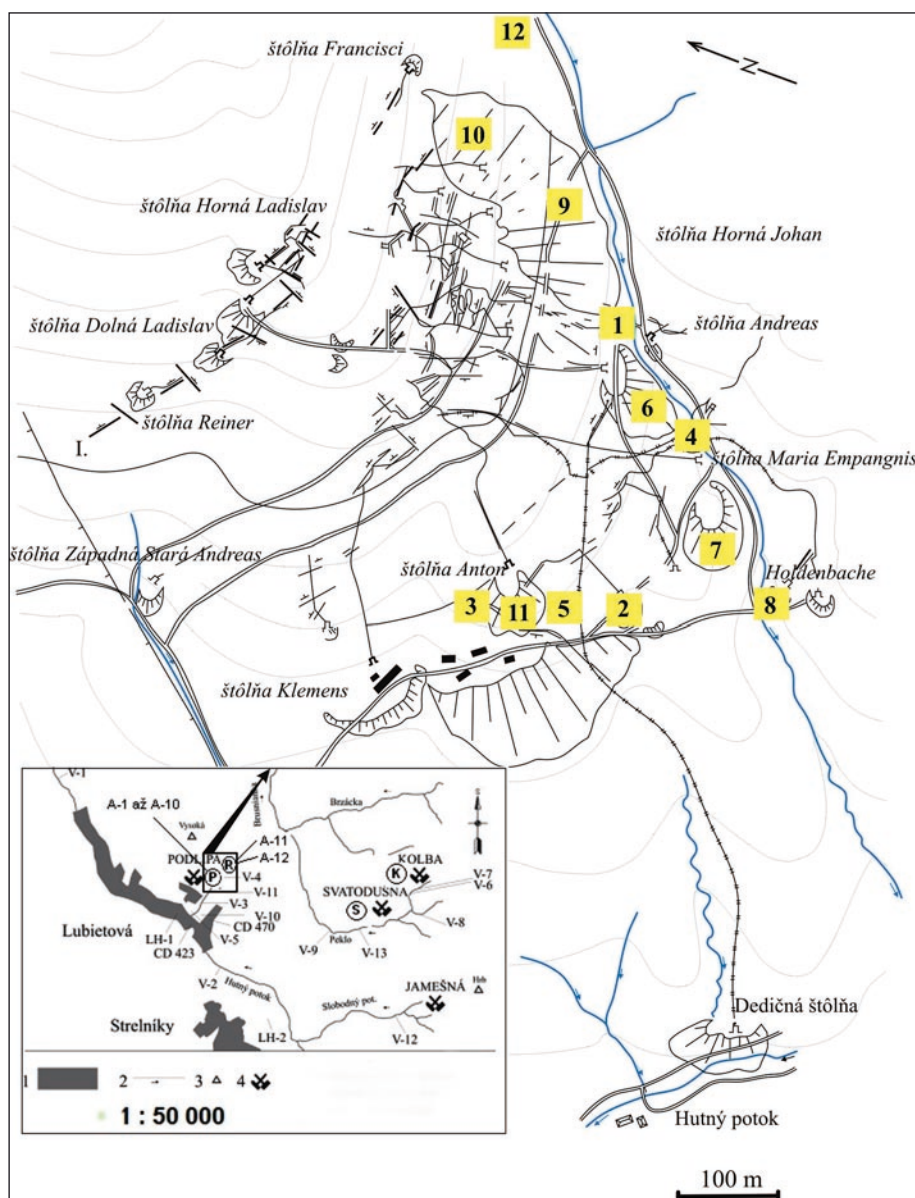 12
štôlňa Francisci
N
10
štôlňa Horná Ladislav
9
štôlňa Horná Johan
štôlňa Dolná Ladislav
1
štôlňa Andreas
štôlňa Reiner
6
I.
4
štôlňa Maria Empangnis
štôlňa Západná Stará Andreas
7
štôlňa Anton
Holdenbache
3
11
5
2
8
štôlňa Klemens
V-1
A-1 až A-10
Vysoká
Brzácka
S
A-11
PODL PA
R
A-12
KOLBA
P
V-4
K
V-7
V-6
V-11
SVATODUŠNA
V-3
S
V-10
V-8
Lubietová
CD 470
LH-1
V-5
Peklo
CD 423
V-9
V-13
V-2
Hutný potok
JAMEŠNÁ
Hrb
Slobodný pot.
Strelníky
LH-2
V-12
1
2
3
4
1 : 50 000
Dedičná štôlňa
Hutný potok
100 m